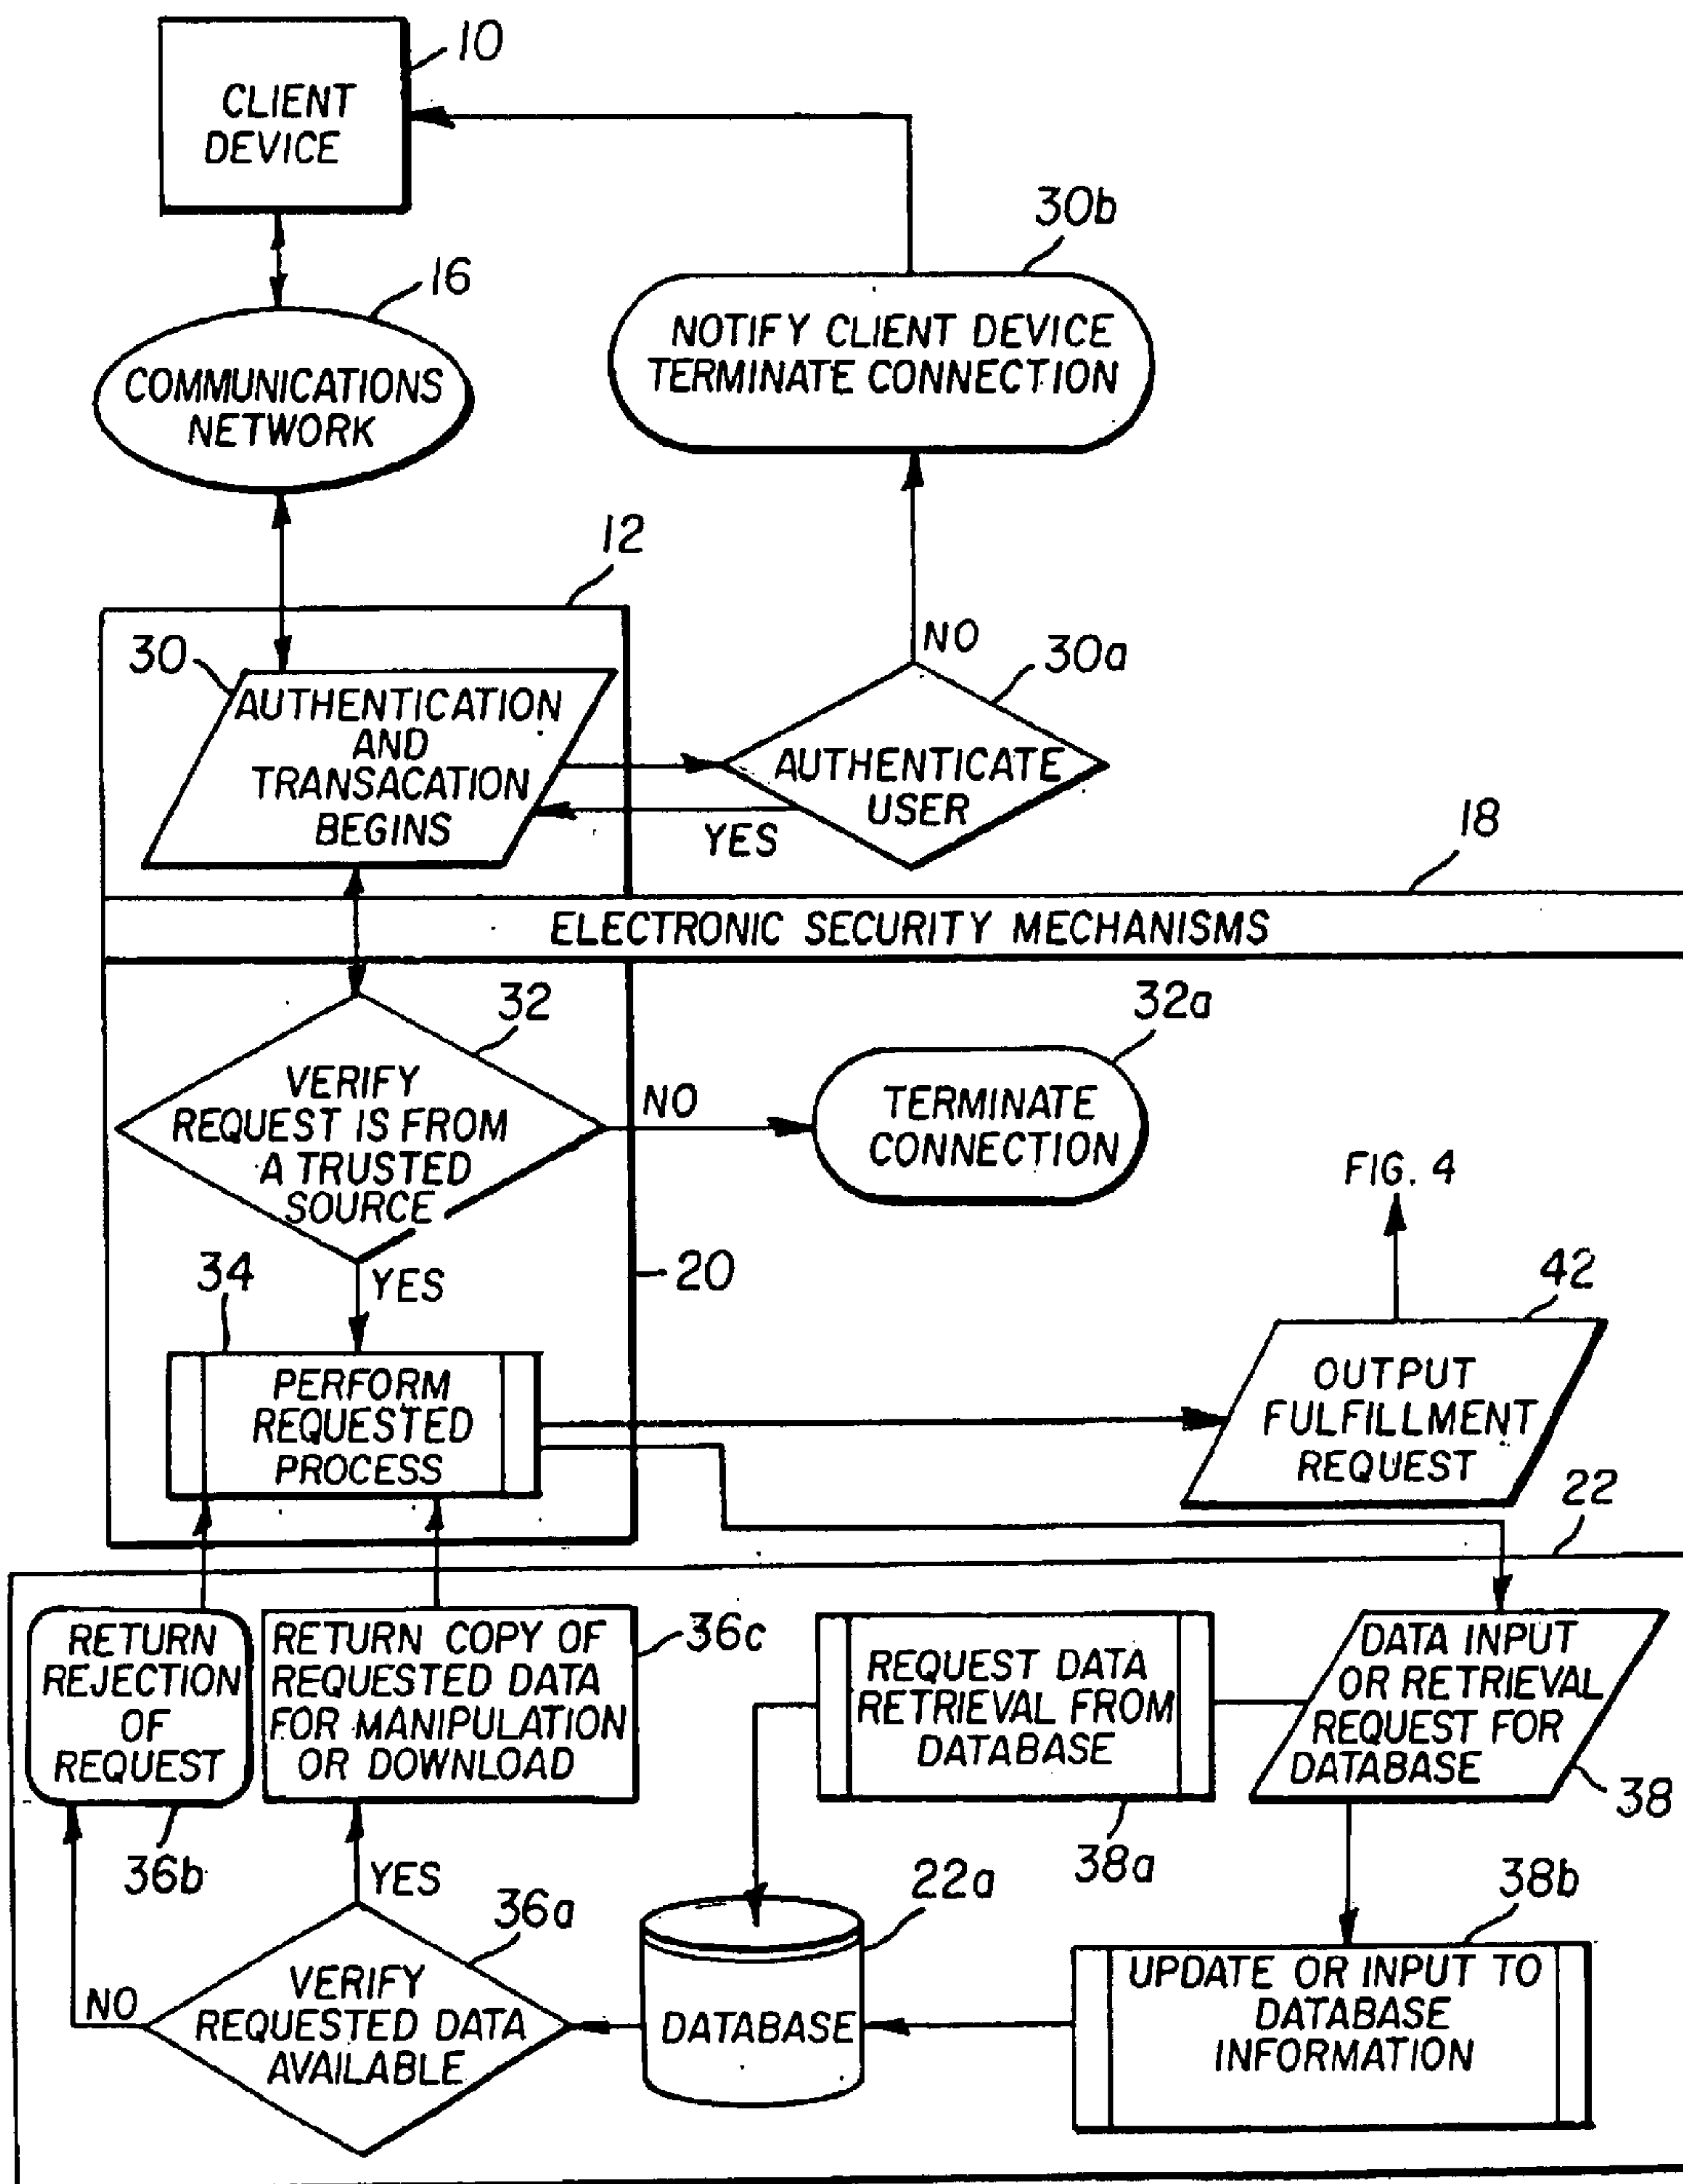 10
CLIENT
DEVICE
30b
16
NOTIFY CLIENT DEVICE
TERMINATE CONNECTION
COMMUNICATIONS
NETWORK
12
NO
30
30a
AUTHENTICATION
AND
TRANSACATION
BEGINS
AUTHENTICATE
USER
YES
18
ELECTRONIC SECURITY MECHANISMS
32
32a
VERIFY
REQUEST IS FROM
A TRUSTED
SOURCE
NO
TERMINATE
CONNECTION
FIG. 4
34
YES
20
42
PERFORM
REQUESTED
PROCESS
OUTPUT
FULFILLMENT
REQUEST
22
RETURN
REJECTION
OF
REQUEST
RETURN COPY OF
REQUESTED DATA
FOR MANIPULATION
OR DOWNLOAD
36c
REQUEST DATA
RETRIEVAL FROM
DATABASE
DATA INPUT
OR RETRIEVAL
REQUEST FOR
DATABASE
38
36b
YES
38a
22a
36a
38b
NO
VERIFY
REQUESTED DATA
AVAILABLE
DATABASE
UPDATE OR INPUT TO
DATABASE
INFORMATION